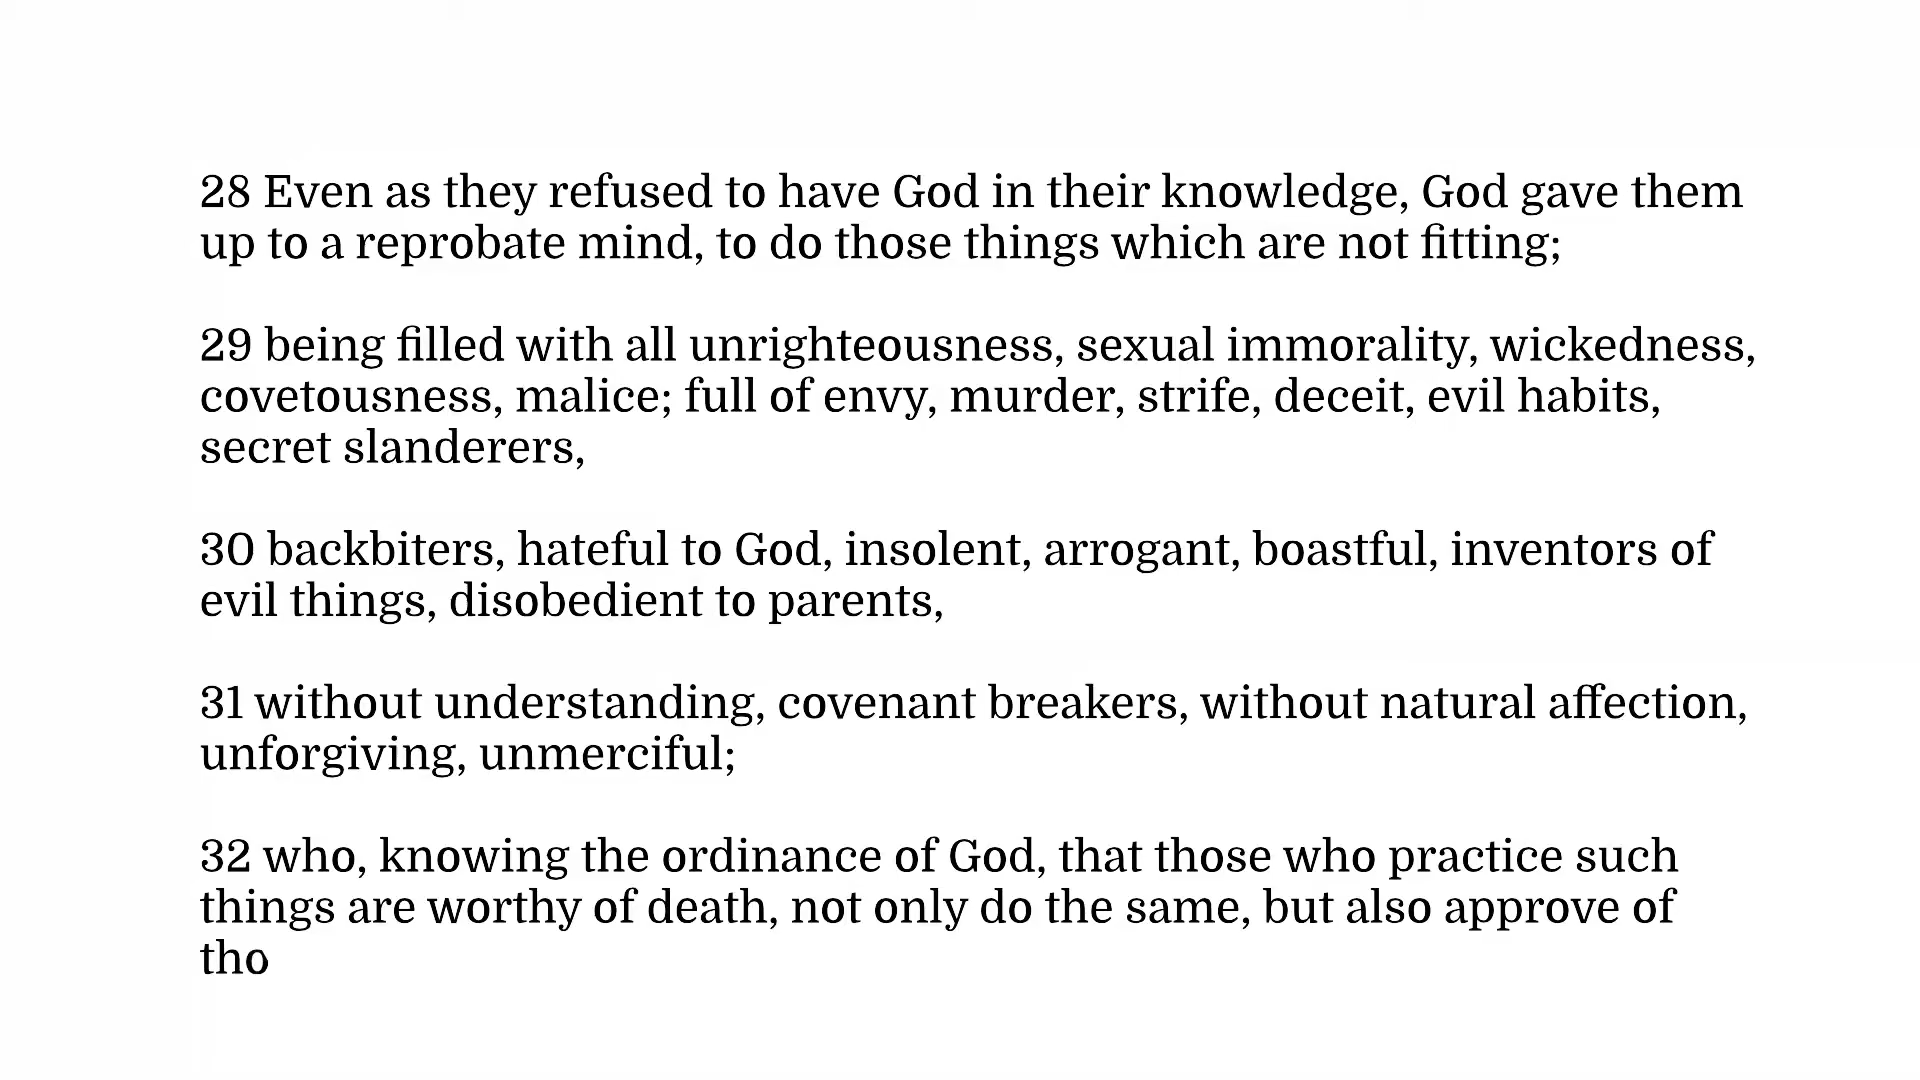 28 Even as they refused to have God in their knowledge, God gave them
up to a reprobate mind, to do those things which are not fitting;
29 being filled with all unrighteousness, sexual immorality, wickedness,
covetousness, malice; full of envy, murder, strife, deceit, evil habits,
secret slanderers,
30 backbiters, hateful to God, insolent, arrogant, boastful, inventors of
evil things, disobedient to parents,
31 without understanding, covenant breakers, without natural affection,
unforgiving, unmerciful;
32 who, knowing the ordinance of God, that those who practice such
things are worthy of death, not only do the same, but also approve of
tho